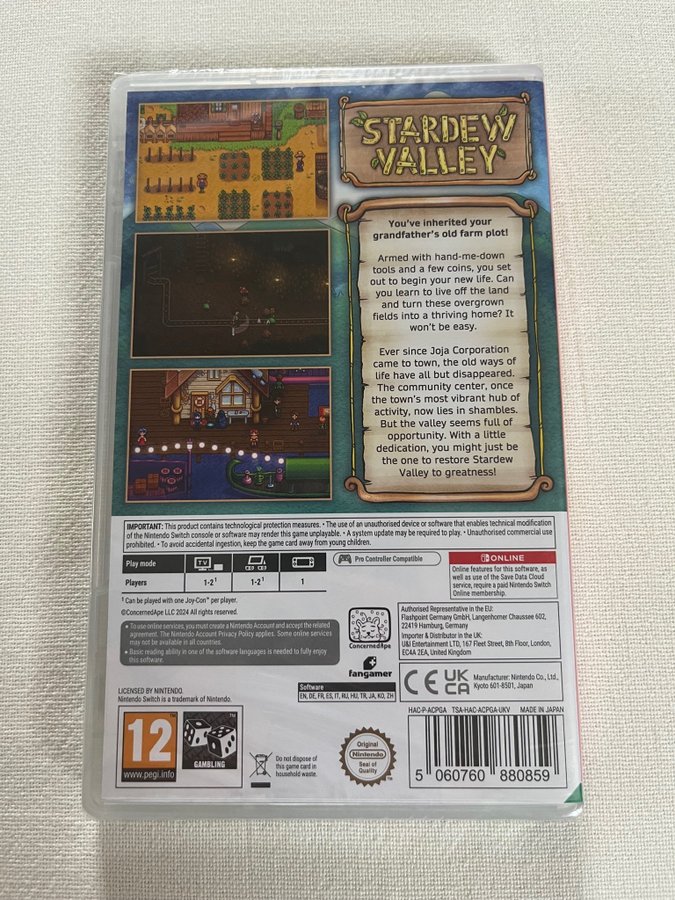 STARDEW
VALLEY
You've inherited your
grandfather's old farm plot!
Armed with hand-me-down
tools and a few coins, you set
out to begin your new life. Can
you learn to live off the land
and turn these overgrown
fields into a thriving home? It
won't be easy.
Ever since Joja Corporation
came to town, the old ways of
life have all but disappeared.
The community center, once
the town's most vibrant hub of
activity, now lies in shambles.
But the valley seems full of
opportunity. With a little
dedication, you might just be
the one to restore Stardew
Valley to greatness!
IMPORTANT: This product contains technological protection measures. • The use of an unauthorised device or software that enables technical modification
of the Nintendo Switch console or software may render this game unplayable. • A system update may be required to play. • Unauthorised commercial use
prohibited. • To avoid accidental ingestion, keep the game card away from young children.
Play mode
TV
Players
1-2¹
1-2¹
1
Pro Controller Compatible
¹ Can be played with one Joy-Con™ per player.
©ConcernedApe LLC 2024 All rights reserved.
• To use online services, you must create a Nintendo Account and accept the related
agreement. The Nintendo Account Privacy Policy applies. Some online services
may not be available in all countries.
• Basic reading ability in one of the software languages is needed to fully enjoy
this software.
ONLINE
Online features for this software, as
well as use of the Save Data Cloud
service, require a paid Nintendo Switch
Online membership.
Authorised Representative in the EU:
Flashpoint Germany GmbH, Langenhorner Chaussee 602,
22419 Hamburg, Germany
Importer & Distributor in the UK:
U&I Entertainment LTD, 167 Fleet Street, 8th Floor, London,
EC4A 2EA, United Kingdom
ConcernedApe
fangamer
Software
EN, DE, FR, ES, IT, RU, HU, TR, JA, KO, ZH
CE UK
CA
Manufacturer: Nintendo Co., Ltd.,
Kyoto 601-8501, Japan
LICENSED BY NINTENDO.
Nintendo Switch is a trademark of Nintendo.
HAC-P-ACPGA TSA-HAC-ACPGA-UKV MADE IN JAPAN
12
www.pegi.info
GAMBLING
Do not dispose of
this game card in
household waste.
Original
Nintendo
Seal of
Quality
5 060760 880859